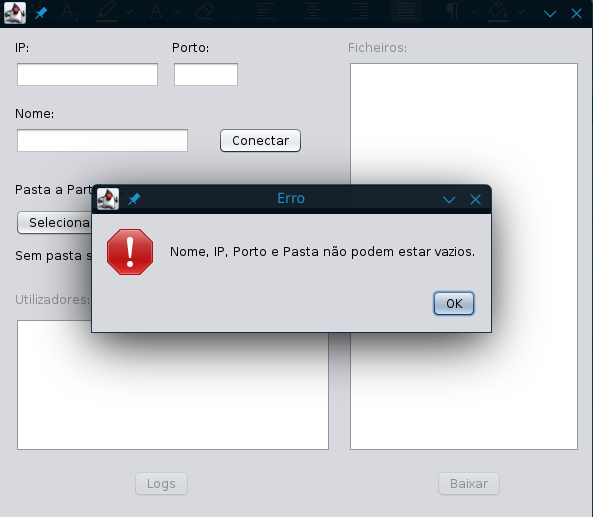 IP:
Porto:
Ficheiros:
Nome:
Conectar
Pasta a Part
Erro
Seleciona
Nome, IP, Porto e Pasta não podem estar vazios.
Sem pasta s
OK
Utilizadores:
Logs
Baixar